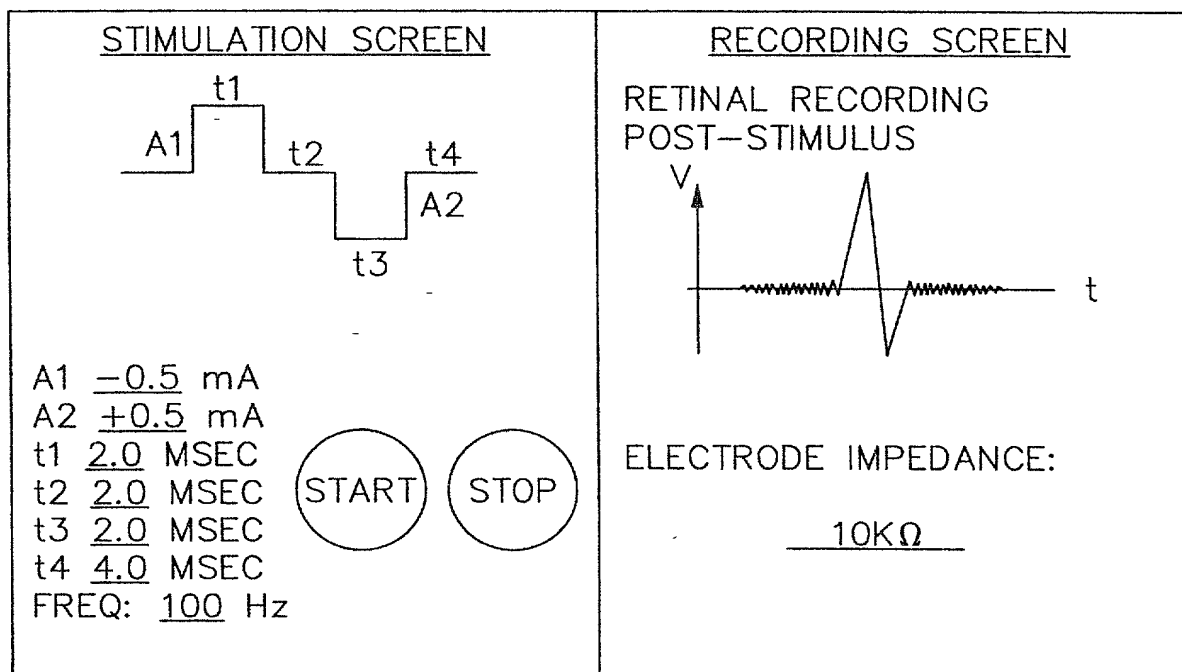 STIMULATION SCREEN
t1
A1
t2
t4
A2
t3
A1 −0.5 mA
A2 +0.5 mA
t1 2.0 MSEC
t2 2.0 MSEC
t3 2.0 MSEC
t4 4.0 MSEC
FREQ: 100 Hz
START
STOP
RECORDING SCREEN
RETINAL RECORDING
POST−STIMULUS
V
t
ELECTRODE IMPEDANCE:
10KΩ